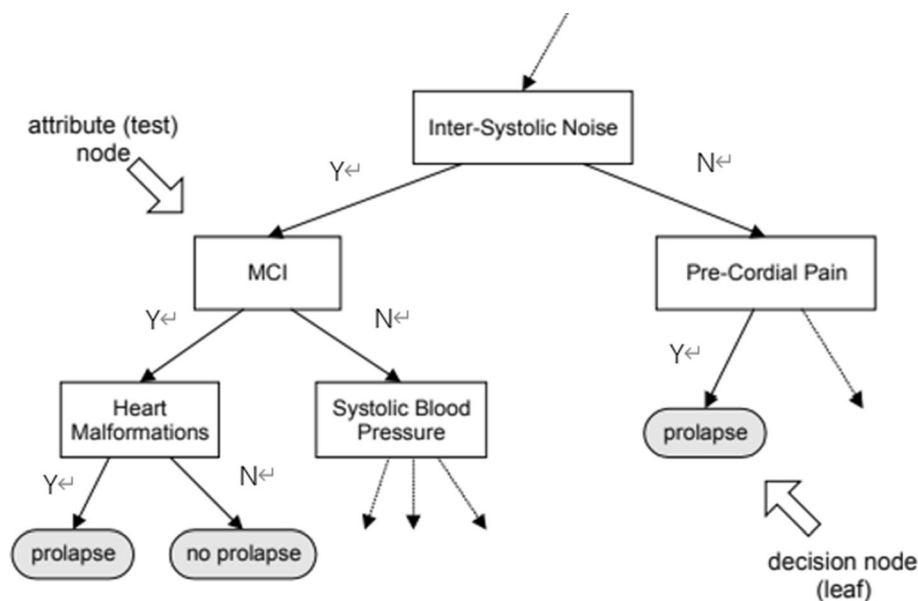 Inter-Systolic Noise
attribute (test)
node
Y↵
N↵
MCI
Pre-Cordial Pain
Y↵
N↵
Y↵
Heart
Malformations
Systolic Blood
Pressure
prolapse
Y↵
N↵
prolapse
no prolapse
decision node
(leaf)